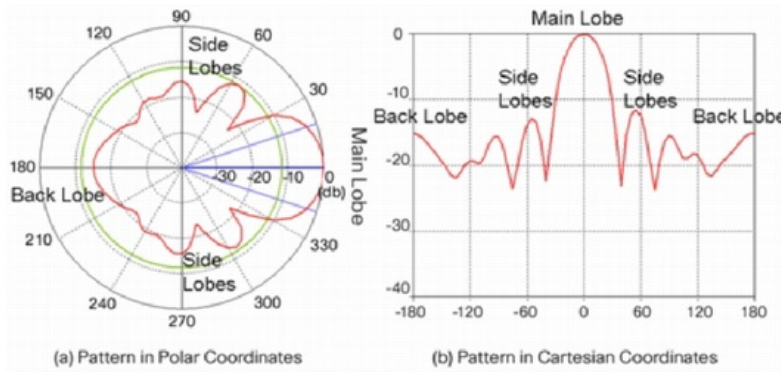 90
120
60
Side
Lobes
150
30
180
-30
-20
-10
0
(db)
Main Lobe
Back Lobe
210
330
Side
Lobes
240
300
270
(a) Pattern in Polar Coordinates
Main Lobe
-0
-10
Side
Lobes
Side
Lobes
Back Lobe
Back Lobe
-20
-30
-40
-180
-120
-60
0
60
120
180
(b) Pattern in Cartesian Coordinates